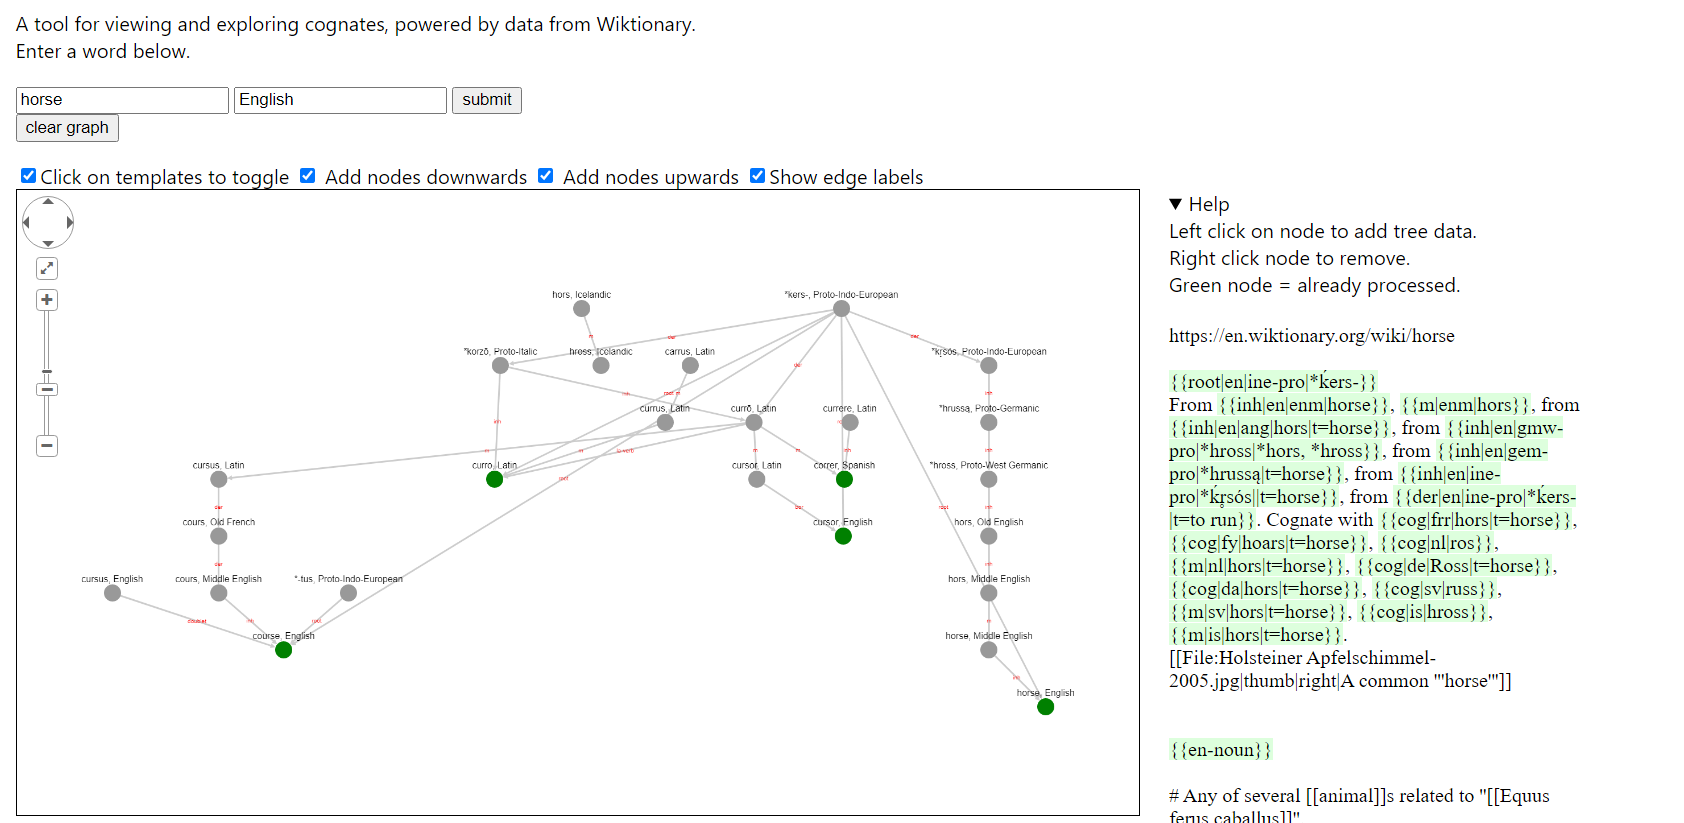 A tool for viewing and exploring cognates, powered by data from Wiktionary.
Enter a word below.
horse
English
submit
clear graph
Click on templates to toggle
Add nodes downwards
Add nodes upwards
Show edge labels
hors, Icelandic
*kers-, Proto-Indo-European
*korzō, Proto-Italic
hross, Icelandic
carrus, Latin
*ḱr̥sós, Proto-Indo-European
currus, Latin
currō, Latin
currere, Latin
*hrussą, Proto-Germanic
cursus, Latin
curro, Latin
cursor, Latin
correr, Spanish
*hross, Proto-West Germanic
cours, Old French
cursor, English
hors, Old English
cursus, English
cours, Middle English
*-tus, Proto-Indo-European
hors, Middle English
course, English
horse, Middle English
horse, English
▼ Help
Left click on node to add tree data.
Right click node to remove.
Green node = already processed.
https://en.wiktionary.org/wiki/horse
{{root|en|ine-pro|*ḱers-}}
From {{inh|en|enm|horse}}, {{m|enm|hors}}, from
{{inh|en|ang|hors|t=horse}}, from {{inh|en|gmw-
pro|*hross|*hors, *hross}}, from {{inh|en|gem-
pro|*hrussą|t=horse}}, from {{inh|en|ine-
pro|*ḱr̥sós||t=horse}}, from {{der|en|ine-pro|*ḱers-
|t=to run}}. Cognate with {{cog|frr|hors|t=horse}},
{{cog|fy|hoars|t=horse}}, {{cog|nl|ros}},
{{m|nl|hors|t=horse}}, {{cog|de|Ross|t=horse}},
{{cog|da|hors|t=horse}}, {{cog|sv|russ}},
{{m|sv|hors|t=horse}}, {{cog|is|hross}},
{{m|is|hors|t=horse}}.
[[File:Holsteiner Apfelschimmel-
2005.jpg|thumb|right|A common '''horse''']]
{{en-noun}}
# Any of several [[animal]]s related to ''[[Equus
ferus caballus]]''